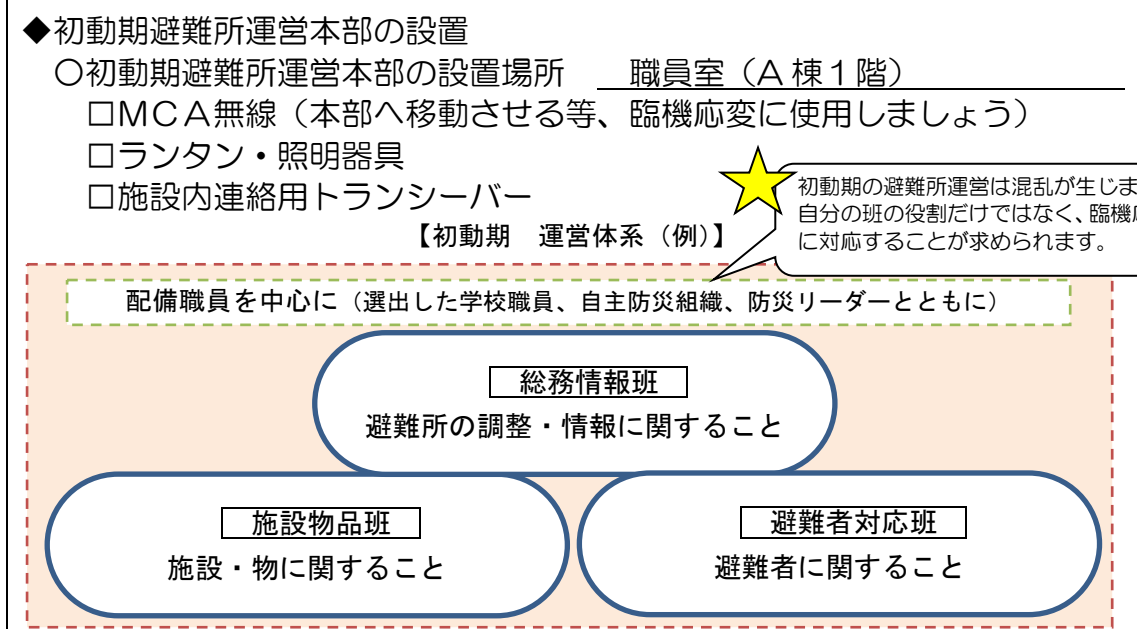 ◆初動期避難所運営本部の設置
〇初動期避難所運営本部の設置場所　職員室（A棟1階）
□MCA無線（本部へ移動させる等、臨機応変に使用しましょう）
□ランタン・照明器具
□施設内連絡用トランシーバー
初動期の避難所運営は混乱が生じま
自分の班の役割だけではなく、臨機
に対応することが求められます。
【初動期　運営体系（例）】
配備職員を中心に（選出した学校職員、自主防災組織、防災リーダーとともに）
総務情報班
避難所の調整・情報に関すること
施設物品班
施設・物に関すること
避難者対応班
避難者に関すること